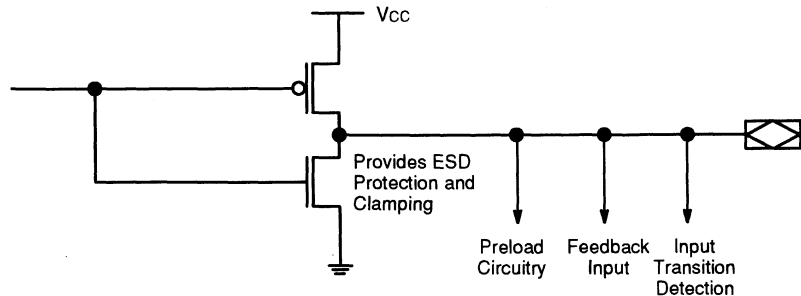 Vcc
Provides ESD
Protection and
Clamping
Preload
Circuitry
Feedback
Input
Input
Transition
Detection